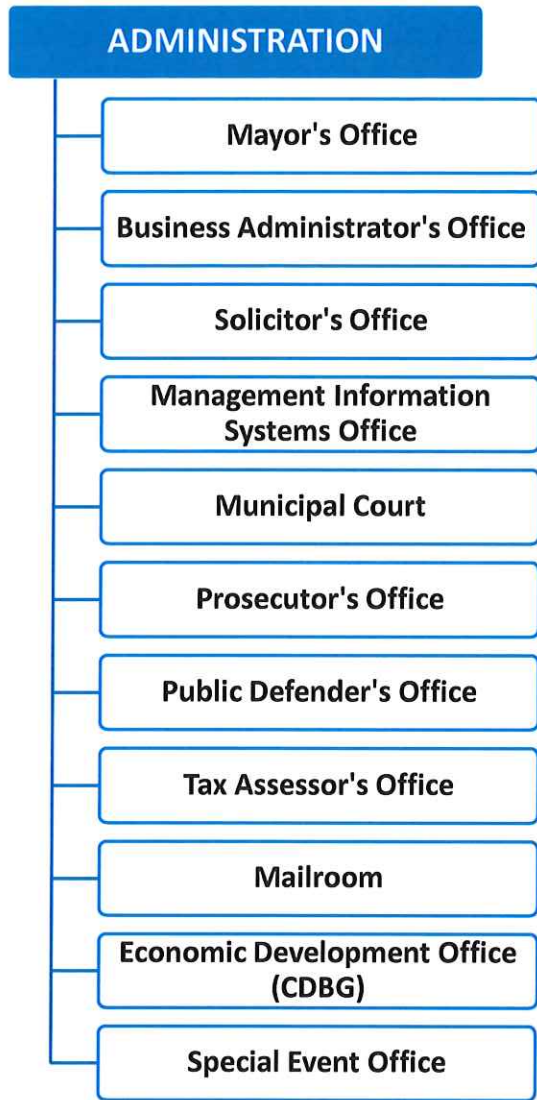 ADMINISTRATION
Mayor's Office
Business Administrator's Office
Solicitor's Office
Management Information
Systems Office
Municipal Court
Prosecutor's Office
Public Defender's Office
Tax Assessor's Office
Mailroom
Economic Development Office
(CDBG)
Special Event Office